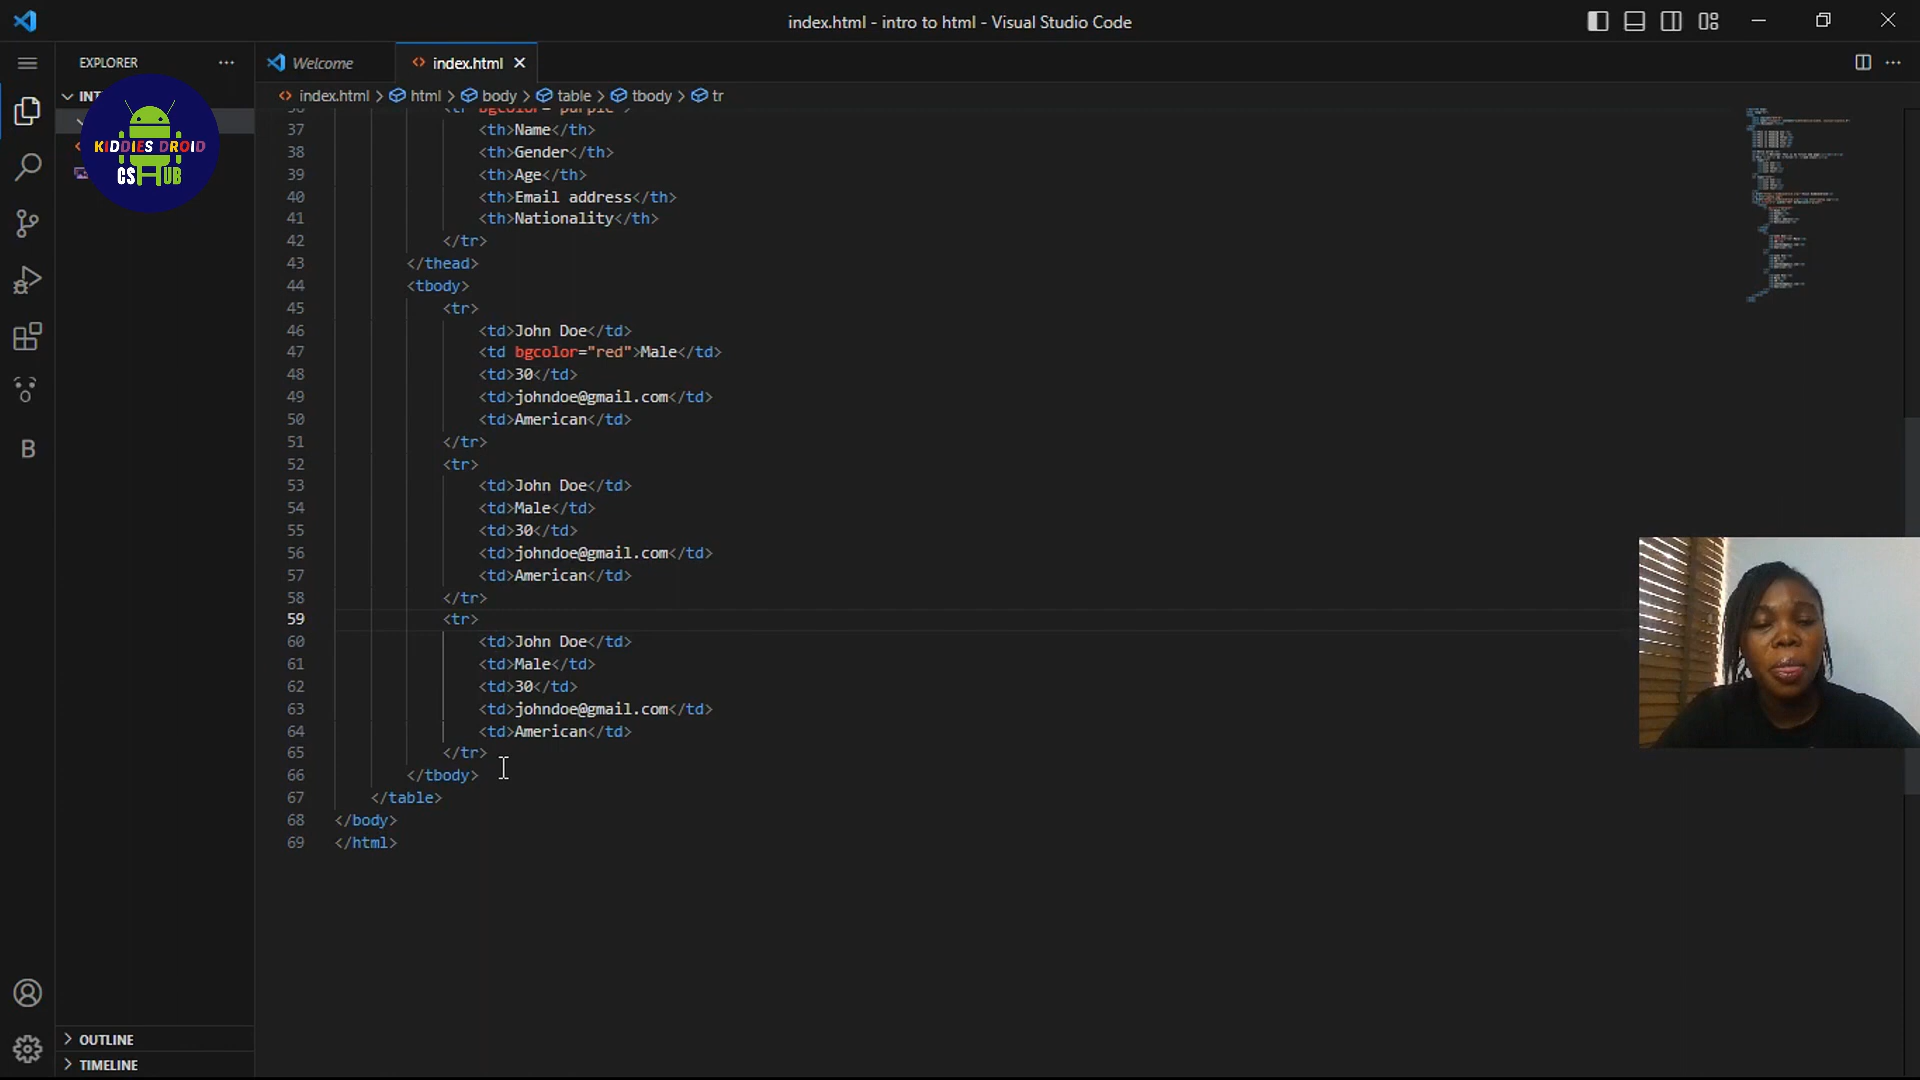 index.html - intro to html - Visual Studio Code
EXPLORER
Welcome
index.html
INT
KIDDIES DROID
CSHUB
index.html > html > body > table > tbody > tr
36 <tr bgcolor="purple">
37 <th>Name</th>
38 <th>Gender</th>
39 <th>Age</th>
40 <th>Email address</th>
41 <th>Nationality</th>
42 </tr>
43 </thead>
44 <tbody>
45 <tr>
46 <td>John Doe</td>
47 <td bgcolor="red">Male</td>
48 <td>30</td>
49 <td>johndoe@gmail.com</td>
50 <td>American</td>
51 </tr>
52 <tr>
53 <td>John Doe</td>
54 <td>Male</td>
55 <td>30</td>
56 <td>johndoe@gmail.com</td>
57 <td>American</td>
58 </tr>
59 <tr>
60 <td>John Doe</td>
61 <td>Male</td>
62 <td>30</td>
63 <td>johndoe@gmail.com</td>
64 <td>American</td>
65 </tr>
66 </tbody>
67 </table>
68 </body>
69 </html>
B
OUTLINE
TIMELINE